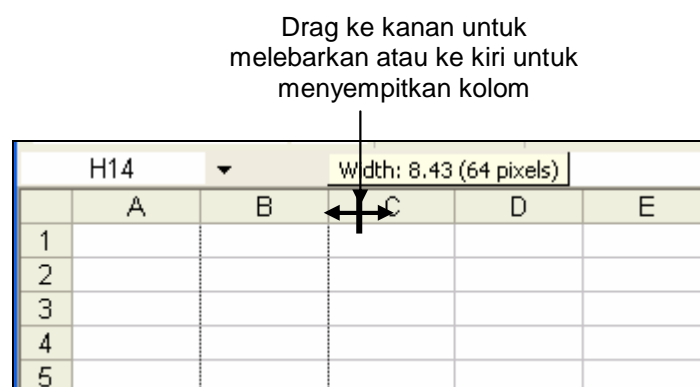 Drag ke kanan untuk
melebarkan atau ke kiri untuk
menyempitkan kolom
H14 Width: 8.43 (64 pixels)
A B C D E
1
2
3
4
5